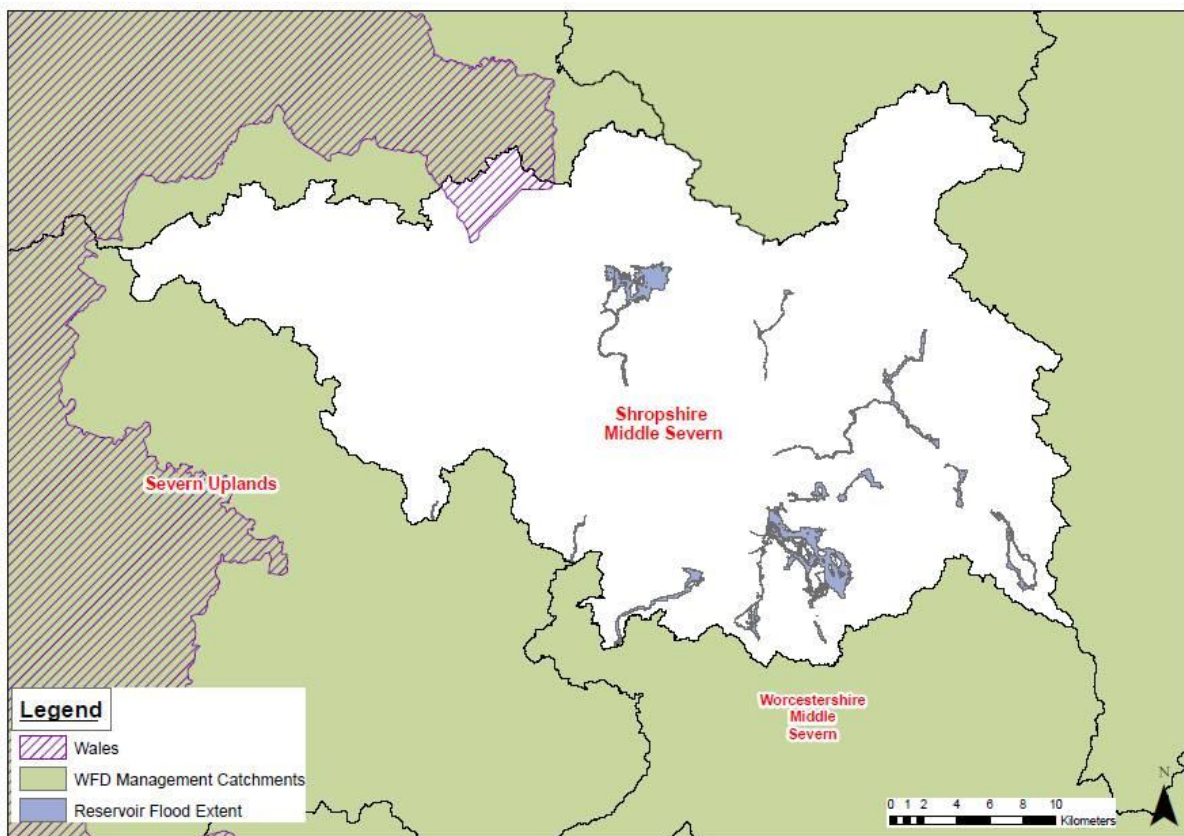 Shropshire
Middle Severn
Severn Uplands
Worcestershire
Middle
Severn
Legend
Wales
WFD Management Catchments
Reservoir Flood Extent
0 1 2 4 6 8 10
Kilometers
N